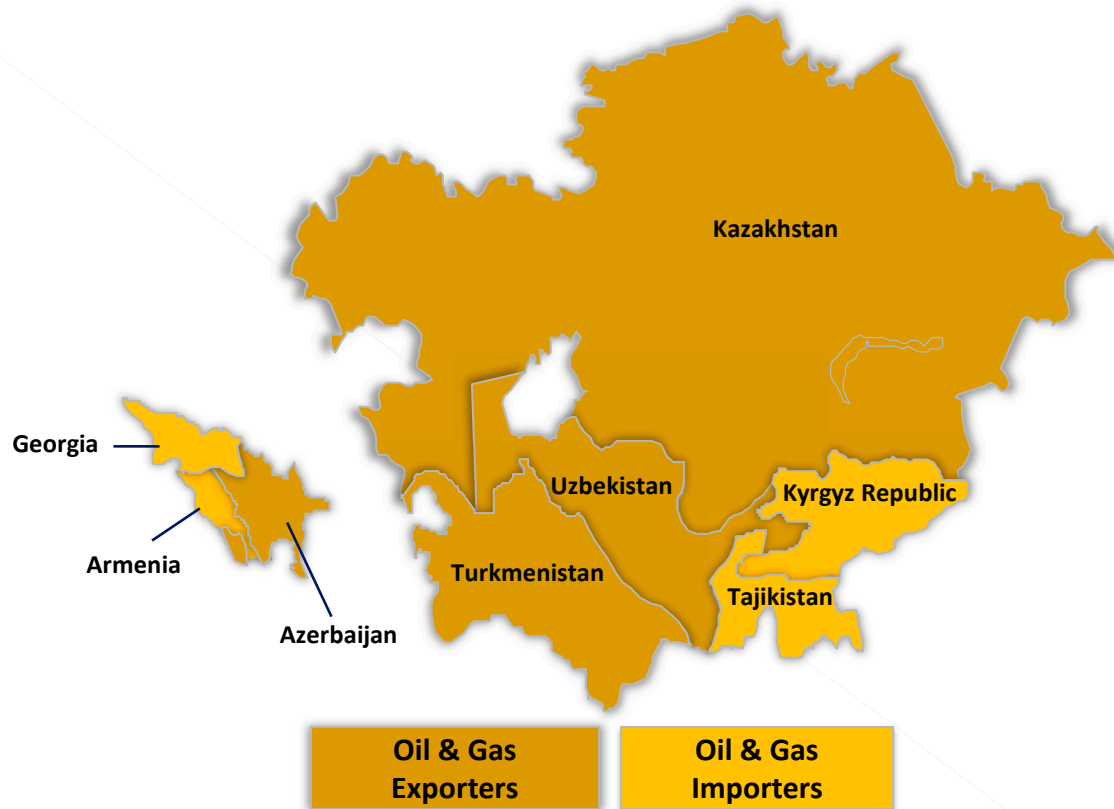 Kazakhstan
Georgia
Uzbekistan
Kyrgyz Republic
Armenia
Turkmenistan
Tajikistan
Azerbaijan
Oil & Gas
Exporters
Oil & Gas
Importers